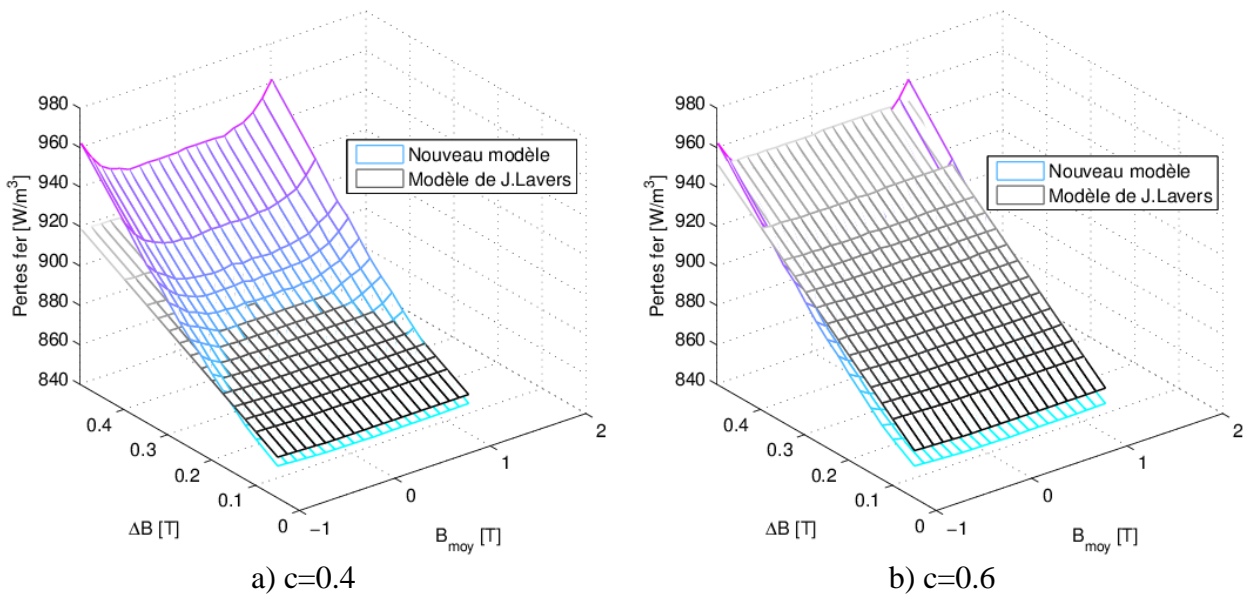 980
960
940
920
900
880
860
840
Pertes fer [W/m³]
0.4
0.3
0.2
0.1
0
ΔB [T]
−1
0
1
2
B_moy [T]
Nouveau modèle
Modèle de J.Lavers
a) c=0.4
980
960
940
920
900
880
860
840
Pertes fer [W/m³]
0.4
0.3
0.2
0.1
0
ΔB [T]
−1
0
1
2
B_moy [T]
Nouveau modèle
Modèle de J.Lavers
b) c=0.6